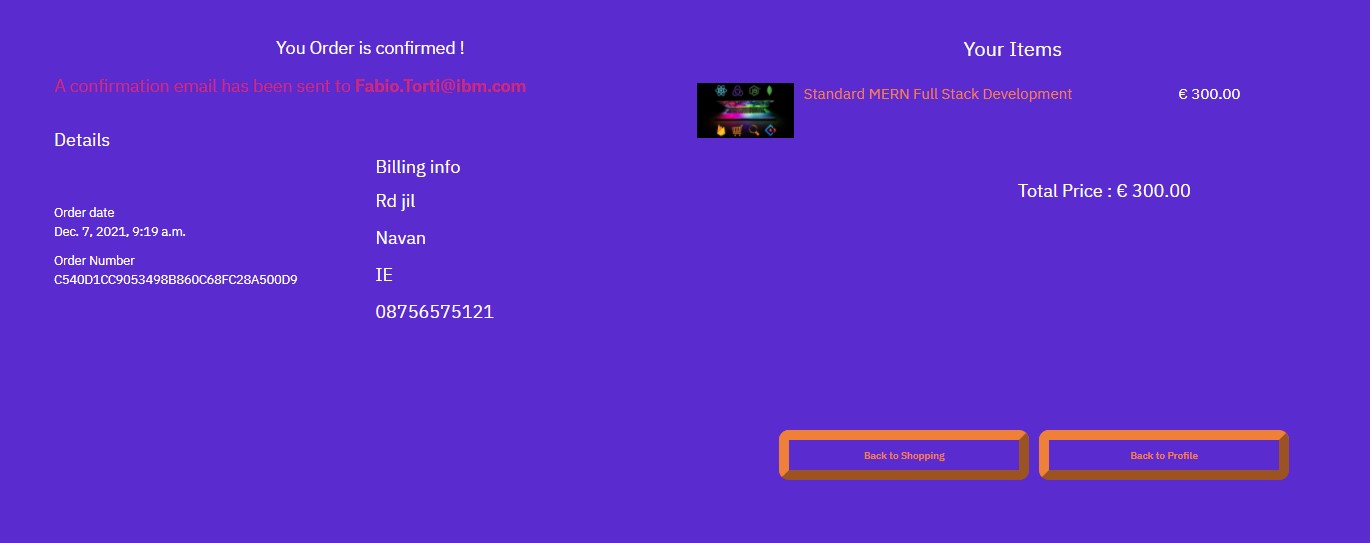 You Order is confirmed !
A confirmation email has been sent to Fabio.Torti@ibm.com
Details
Billing info
Rd jil
Navan
IE
08756575121
Order date
Dec. 7, 2021, 9:19 a.m.
Order Number
C540D1CC9053498B860C68FC28A500D9
Your Items
Standard MERN Full Stack Development
€ 300.00
Total Price : € 300.00
Back to Shopping
Back to Profile